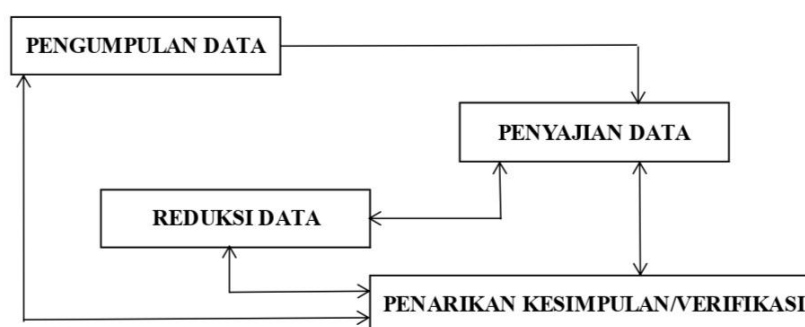 PENGUMPULAN DATA
PENYAJIAN DATA
REDUKSI DATA
PENARIKAN KESIMPULAN/VERIFIKASI